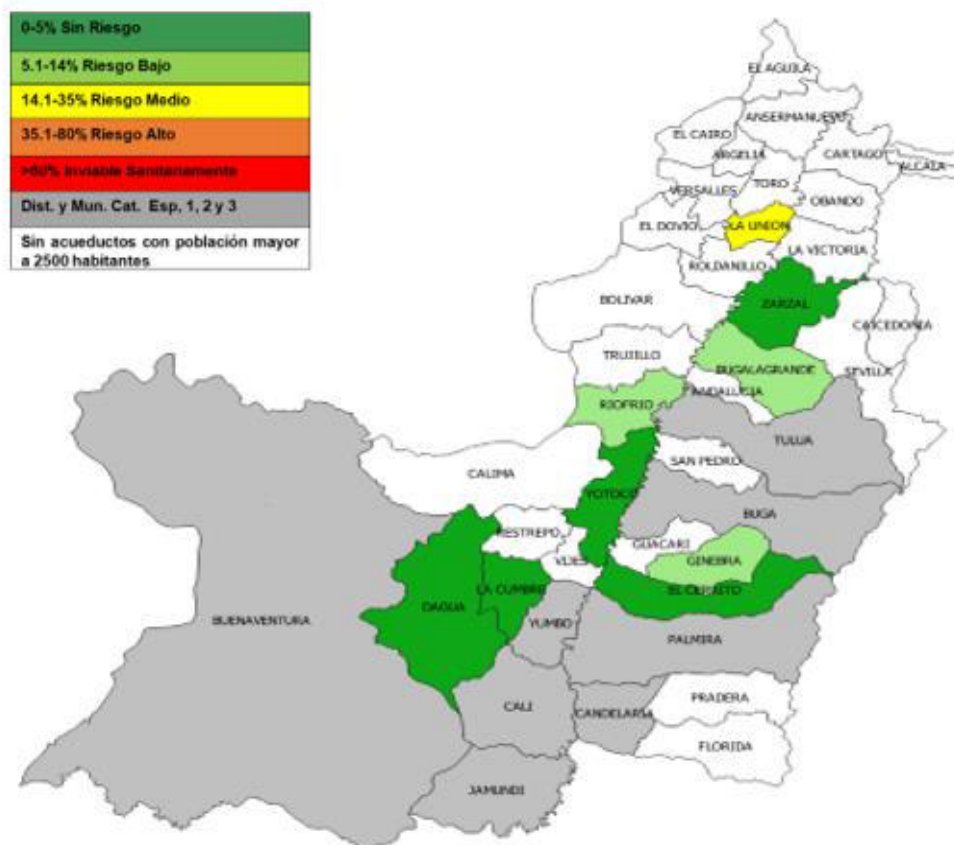 0-5% Sin Riesgo
5.1-14% Riesgo Bajo
14.1-35% Riesgo Medio
35.1-80% Riesgo Alto
>80% Inviable Sanitariamente
Dist. y Mun. Cat. Esp, 1, 2 y 3
Sin acueductos con población mayor
a 2500 habitantes
EL AGUILA
ANSERMANUEVO
EL CAIRO
ARGELIA
CARTAGO
ALCALA
TORO
VERSALLES
OBANDO
EL DOVIO
LA UNION
LA VICTORIA
ROLDANILLO
BOLIVAR
ZARZAL
CAICEDONIA
TRUJILLO
BUGALAGRANDE
SEVILLA
ANDALUCIA
RIOFRIO
TULUA
SAN PEDRO
CALIMA
YOTOCO
BUGA
RESTREPO
GUACARI
VIJES
GINEBRA
LA CUMBRE
EL CERRITO
DAGUA
BUENAVENTURA
YUMBO
PALMIRA
PRADERA
CALI
CANDELARIA
FLORIDA
JAMUNDI